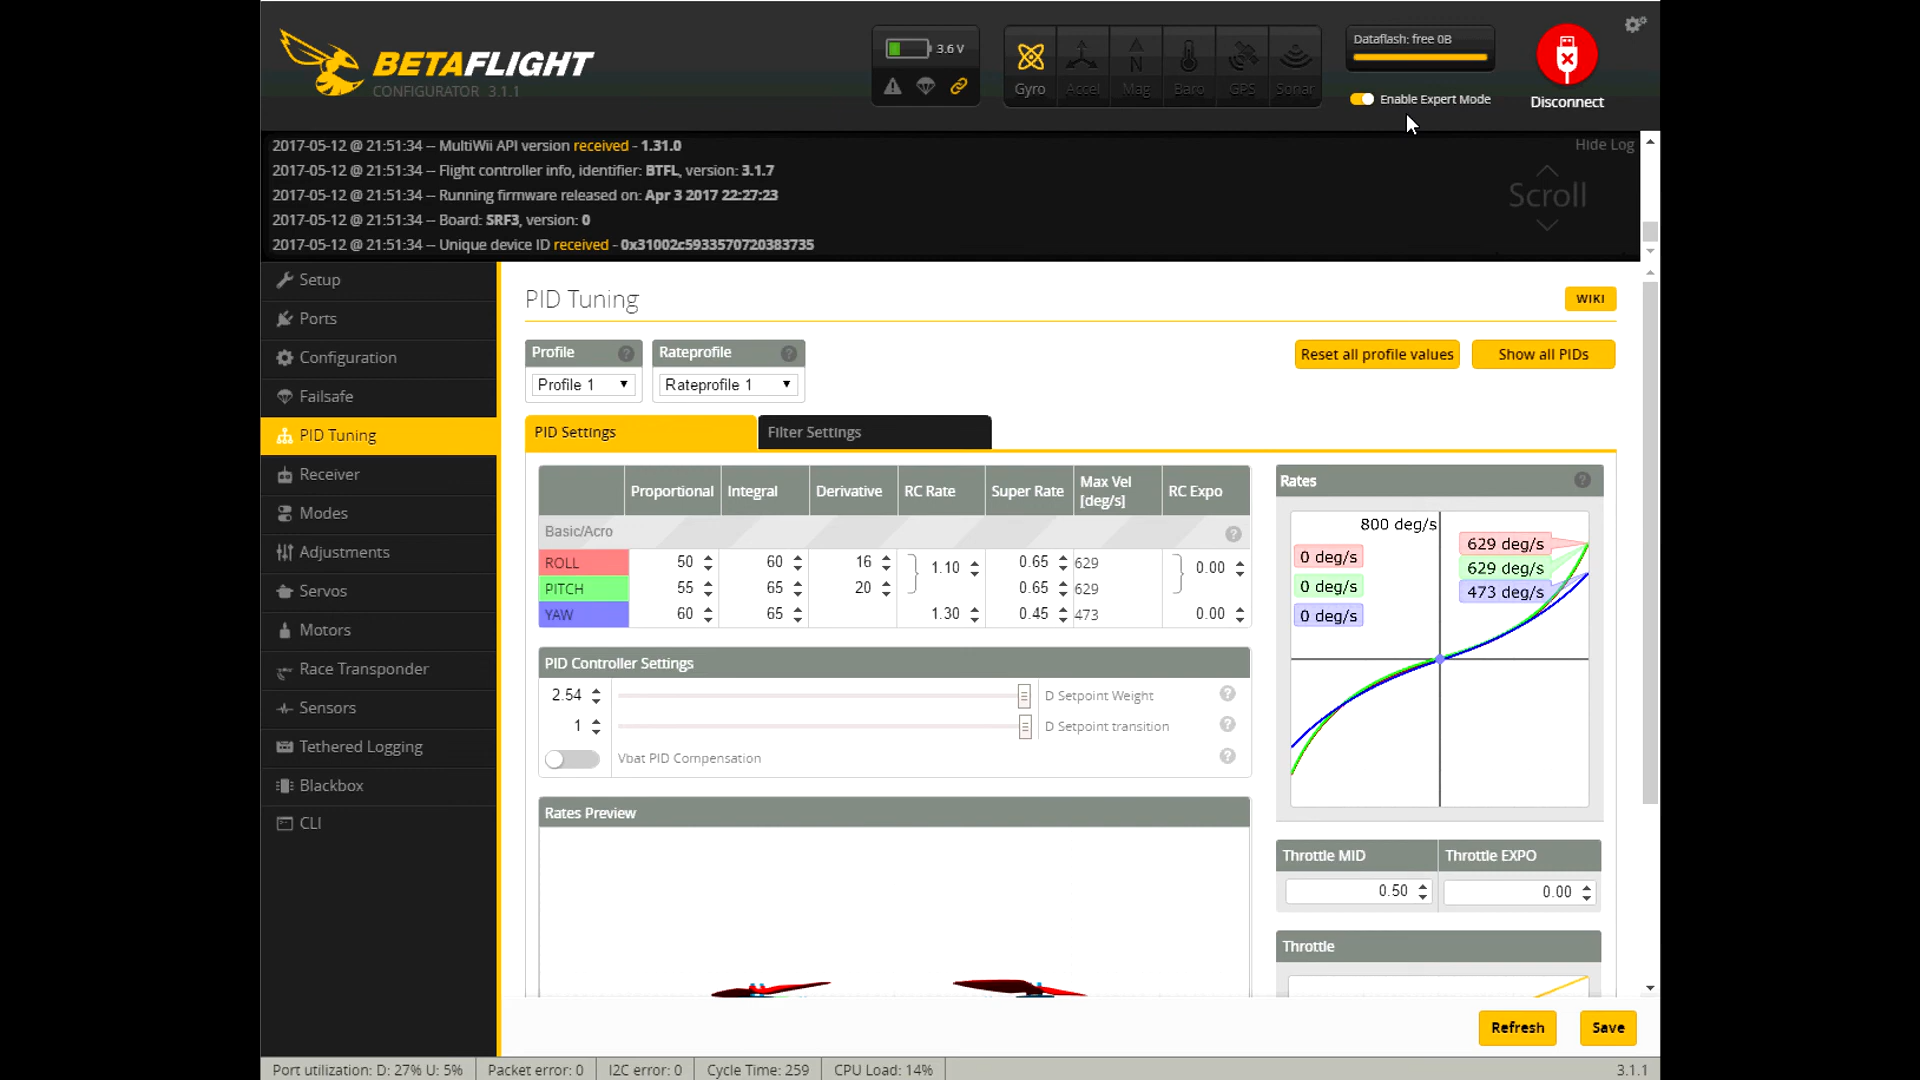 BETAFLIGHT
CONFIGURATOR 3.1.1
3.6 V
Gyro
Accel
Mag
Baro
GPS
Sonar
Dataflash: free 0B
Enable Expert Mode
Disconnect
2017-05-12 @ 21:51:34 -- MultiWii API version received - 1.31.0
2017-05-12 @ 21:51:34 -- Flight controller info, identifier: BTFL, version: 3.1.7
2017-05-12 @ 21:51:34 -- Running firmware released on: Apr 3 2017 22:27:23
2017-05-12 @ 21:51:34 -- Board: SRF3, version: 0
2017-05-12 @ 21:51:34 -- Unique device ID received - 0x31002c5933570720383735
Hide Log
Scroll
Setup
Ports
Configuration
Failsafe
PID Tuning
Receiver
Modes
Adjustments
Servos
Motors
Race Transponder
Sensors
Tethered Logging
Blackbox
CLI
PID Tuning
WIKI
Profile
Rateprofile
Profile 1
Rateprofile 1
Reset all profile values
Show all PIDs
PID Settings
Filter Settings
Proportional Integral Derivative RC Rate Super Rate Max Vel [deg/s] RC Expo
Basic/Acro
ROLL 50 60 16 1.10 0.65 629 0.00
PITCH 55 65 20 0.65 629
YAW 60 65 1.30 0.45 473 0.00
PID Controller Settings
2.54 D Setpoint Weight
1 D Setpoint transition
Vbat PID Compensation
Rates Preview
Rates
800 deg/s
0 deg/s
0 deg/s
0 deg/s
629 deg/s
629 deg/s
473 deg/s
Throttle MID
Throttle EXPO
0.50
0.00
Throttle
Refresh
Save
Port utilization: D: 27% U: 5%
Packet error: 0
I2C error: 0
Cycle Time: 259
CPU Load: 14%
3.1.1